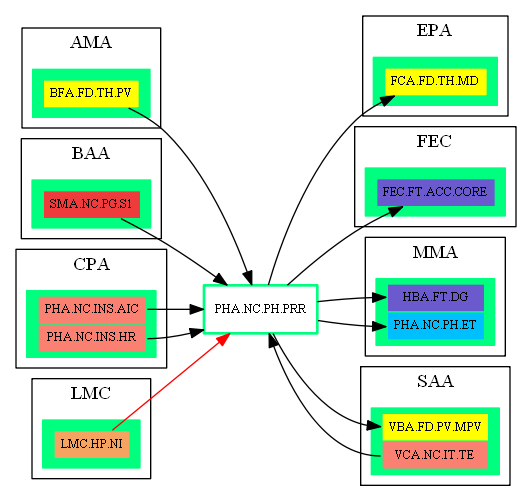 AMA
BFA.FD.TH.PV
BAA
SMA.NC.PG.S1
CPA
PHA.NC.INS.AIC
PHA.NC.INS.HR
LMC
LMC.HP.NI
PHA.NC.PH.PRR
EPA
FCA.FD.TH.MD
FEC
FEC.FT.ACC.CORE
MMA
HBA.FT.DG
PHA.NC.PH.ET
SAA
VBA.FD.PV.MPV
VCA.NC.IT.TE